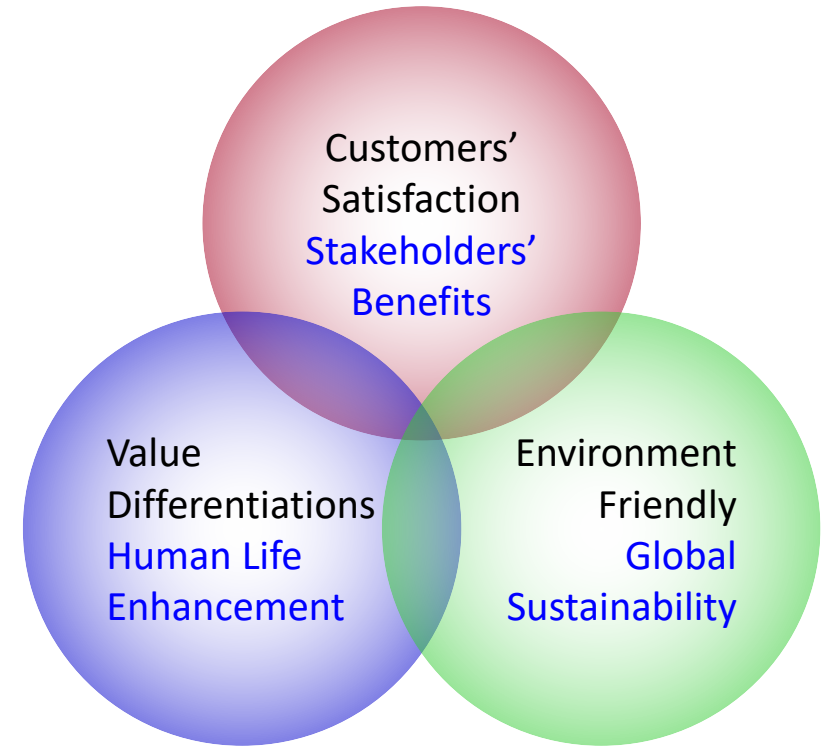 Customers’
Satisfaction
Stakeholders’
Benefits
Value
Differentiations
Human Life
Enhancement
Environment
Friendly
Global
Sustainability